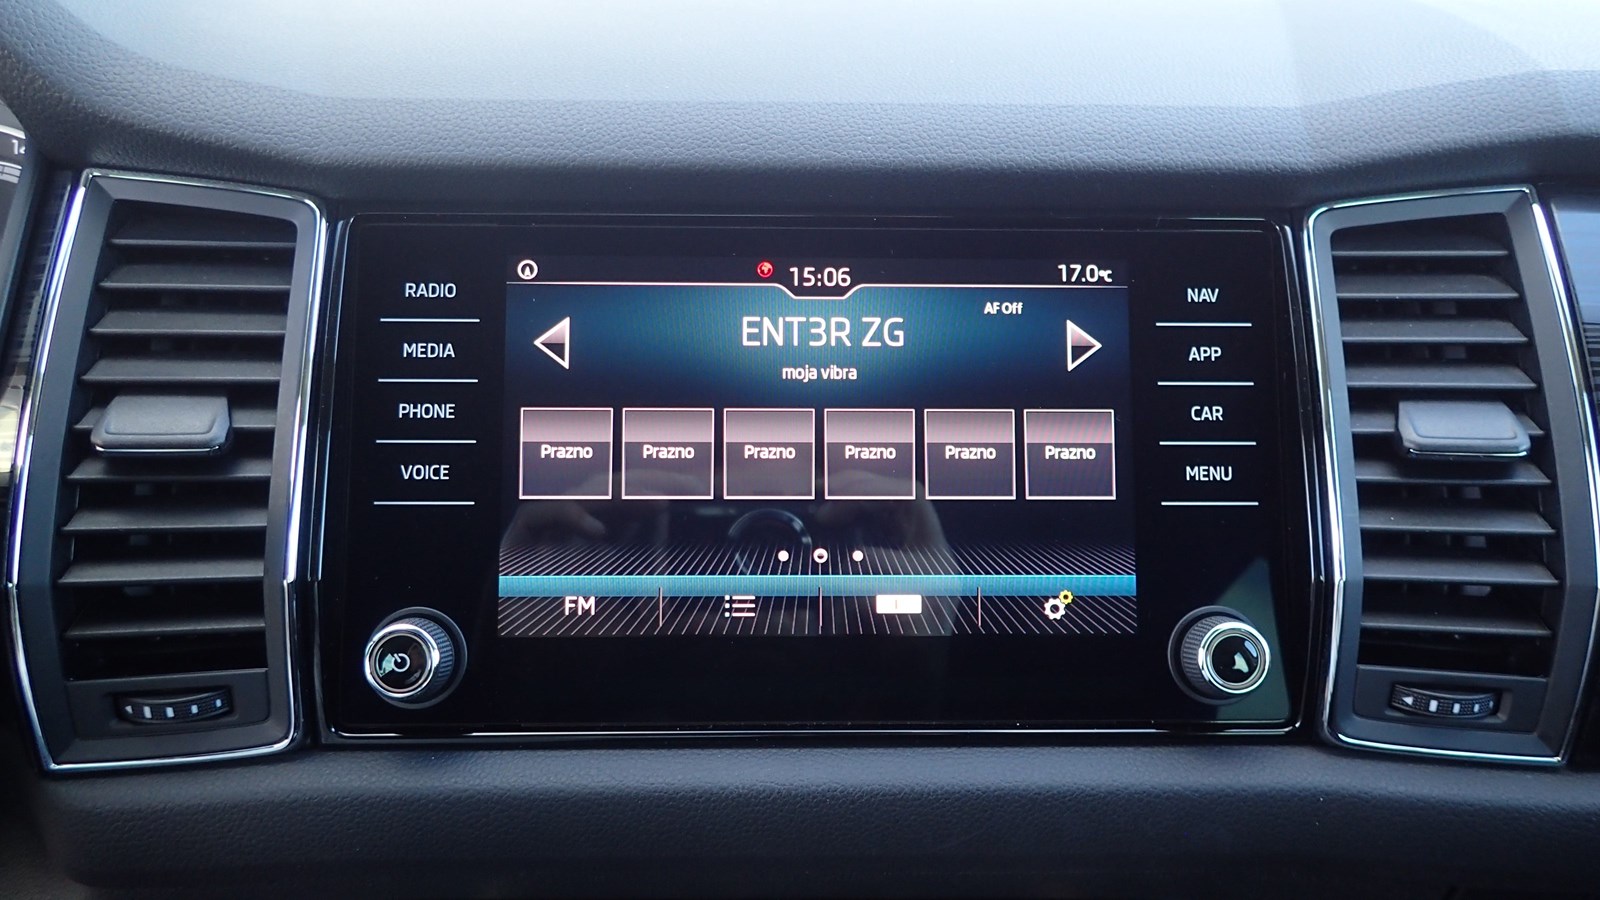 15:06
17.0°C
AF Off
ENT3R ZG
moja vibra
Prazno Prazno Prazno Prazno Prazno Prazno
FM
RADIO
MEDIA
PHONE
VOICE
NAV
APP
CAR
MENU